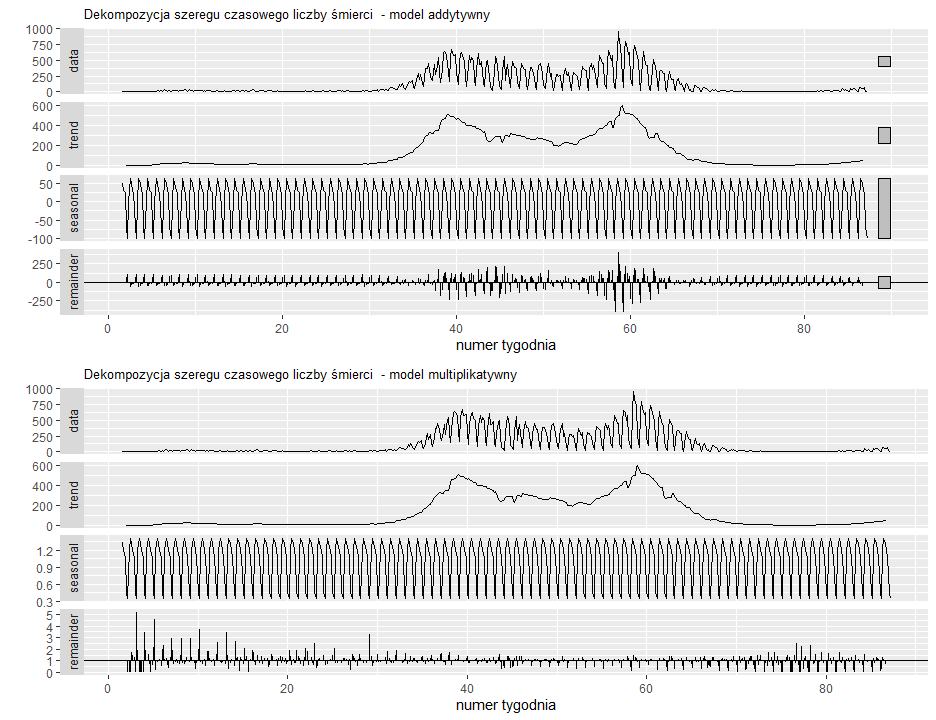 Dekompozycja szeregu czasowego liczby śmierci - model addytywny
1000
750
500
250
0
data
600
400
200
0
trend
50
0
-50
-100
seasonal
250
0
-250
remainder
0 20 40 60 80
numer tygodnia
Dekompozycja szeregu czasowego liczby śmierci - model multiplikatywny
1000
750
500
250
0
data
600
400
200
0
trend
1.2
0.9
0.6
0.3
seasonal
5
4
3
2
1
0
remainder
0 20 40 60 80
numer tygodnia